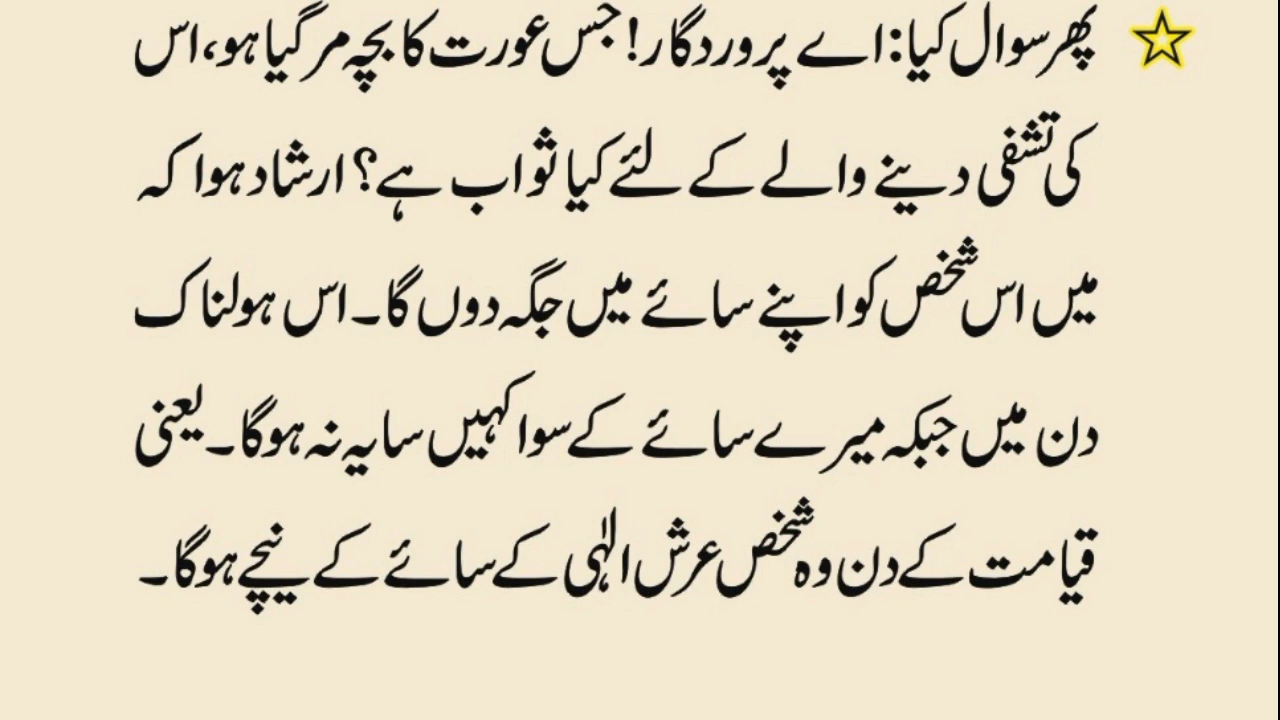 پھر سوال کیا: اے پروردگار! جس عورت کا بچہ مر گیا ہو، اس
کی تشفی دینے والے کے لئے کیا ثواب ہے؟ ارشاد ہوا کہ
میں اس شخص کو اپنے سائے میں جگہ دوں گا۔ اس ہولناک
دن میں جبکہ میرے سائے کے سوا کہیں سایہ نہ ہوگا۔ یعنی
قیامت کے دن وہ شخص عرش الٰہی کے سائے کے نیچے ہوگا۔